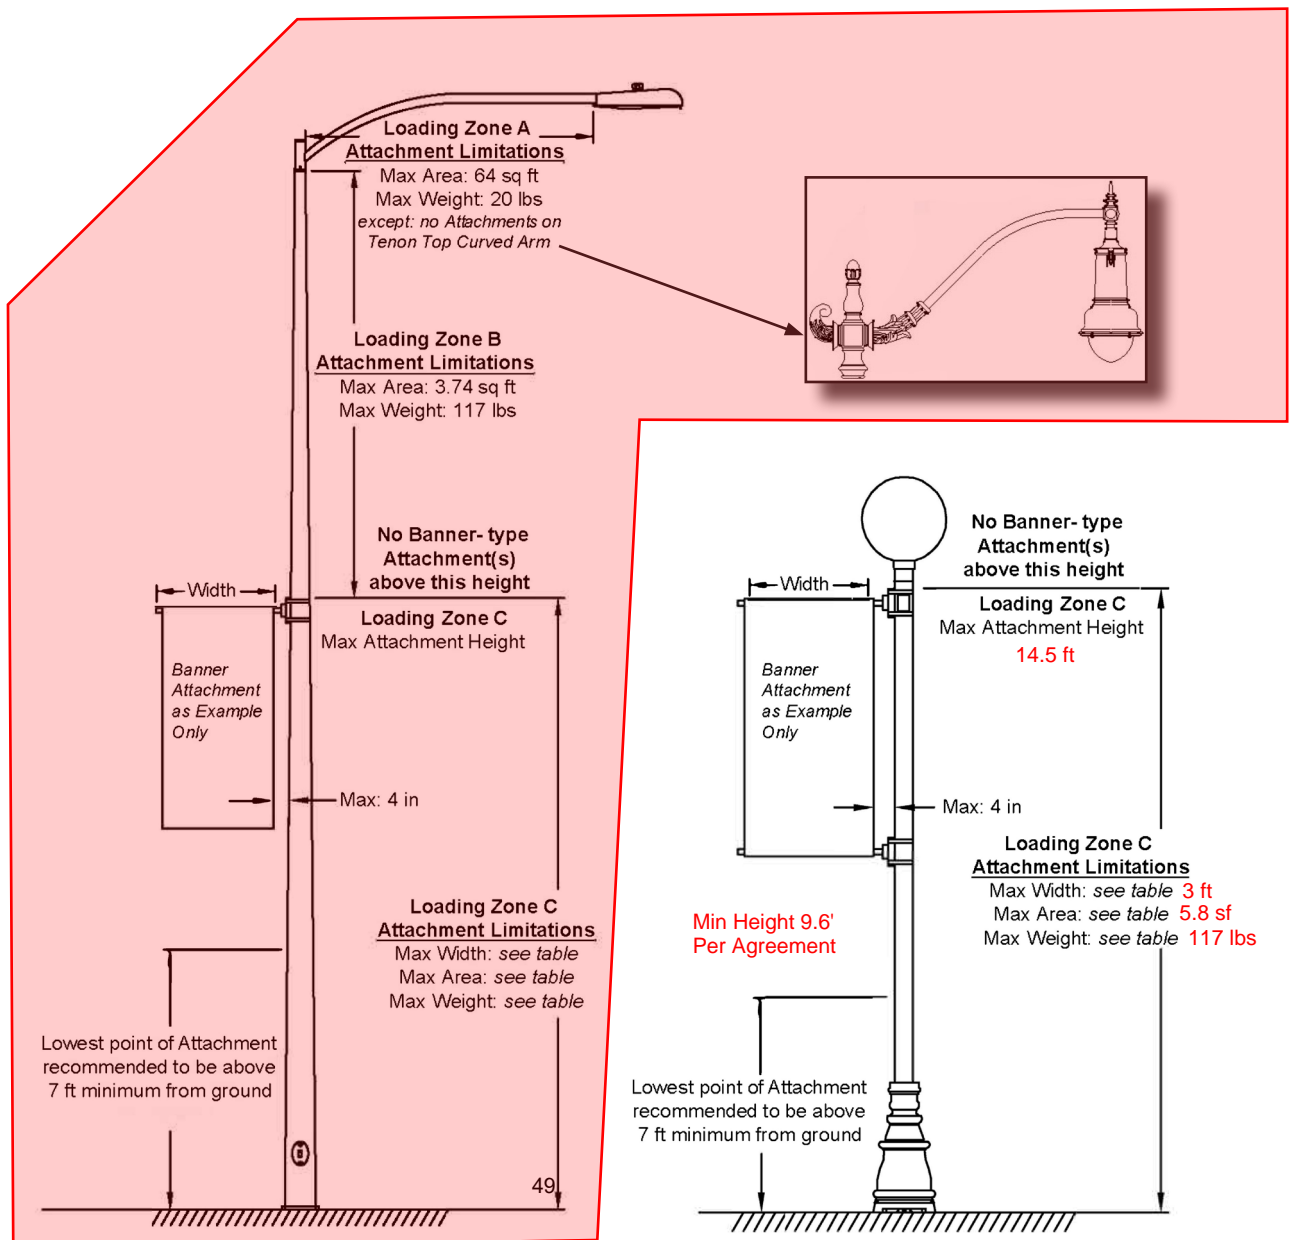 Loading Zone A
Attachment Limitations
Max Area: 64 sq ft
Max Weight: 20 lbs
except: no Attachments on
Tenon Top Curved Arm
Loading Zone B
Attachment Limitations
Max Area: 3.74 sq ft
Max Weight: 117 lbs
No Banner- type
Attachment(s)
above this height
Width
Loading Zone C
Max Attachment Height
Banner
Attachment
as Example
Only
Max: 4 in
Loading Zone C
Attachment Limitations
Max Width: see table
Max Area: see table
Max Weight: see table
Lowest point of Attachment
recommended to be above
7 ft minimum from ground
49
No Banner- type
Attachment(s)
above this height
Width
Loading Zone C
Max Attachment Height
14.5 ft
Banner
Attachment
as Example
Only
Max: 4 in
Loading Zone C
Attachment Limitations
Max Width: see table 3 ft
Max Area: see table 5.8 sf
Max Weight: see table 117 lbs
Min Height 9.6'
Per Agreement
Lowest point of Attachment
recommended to be above
7 ft minimum from ground